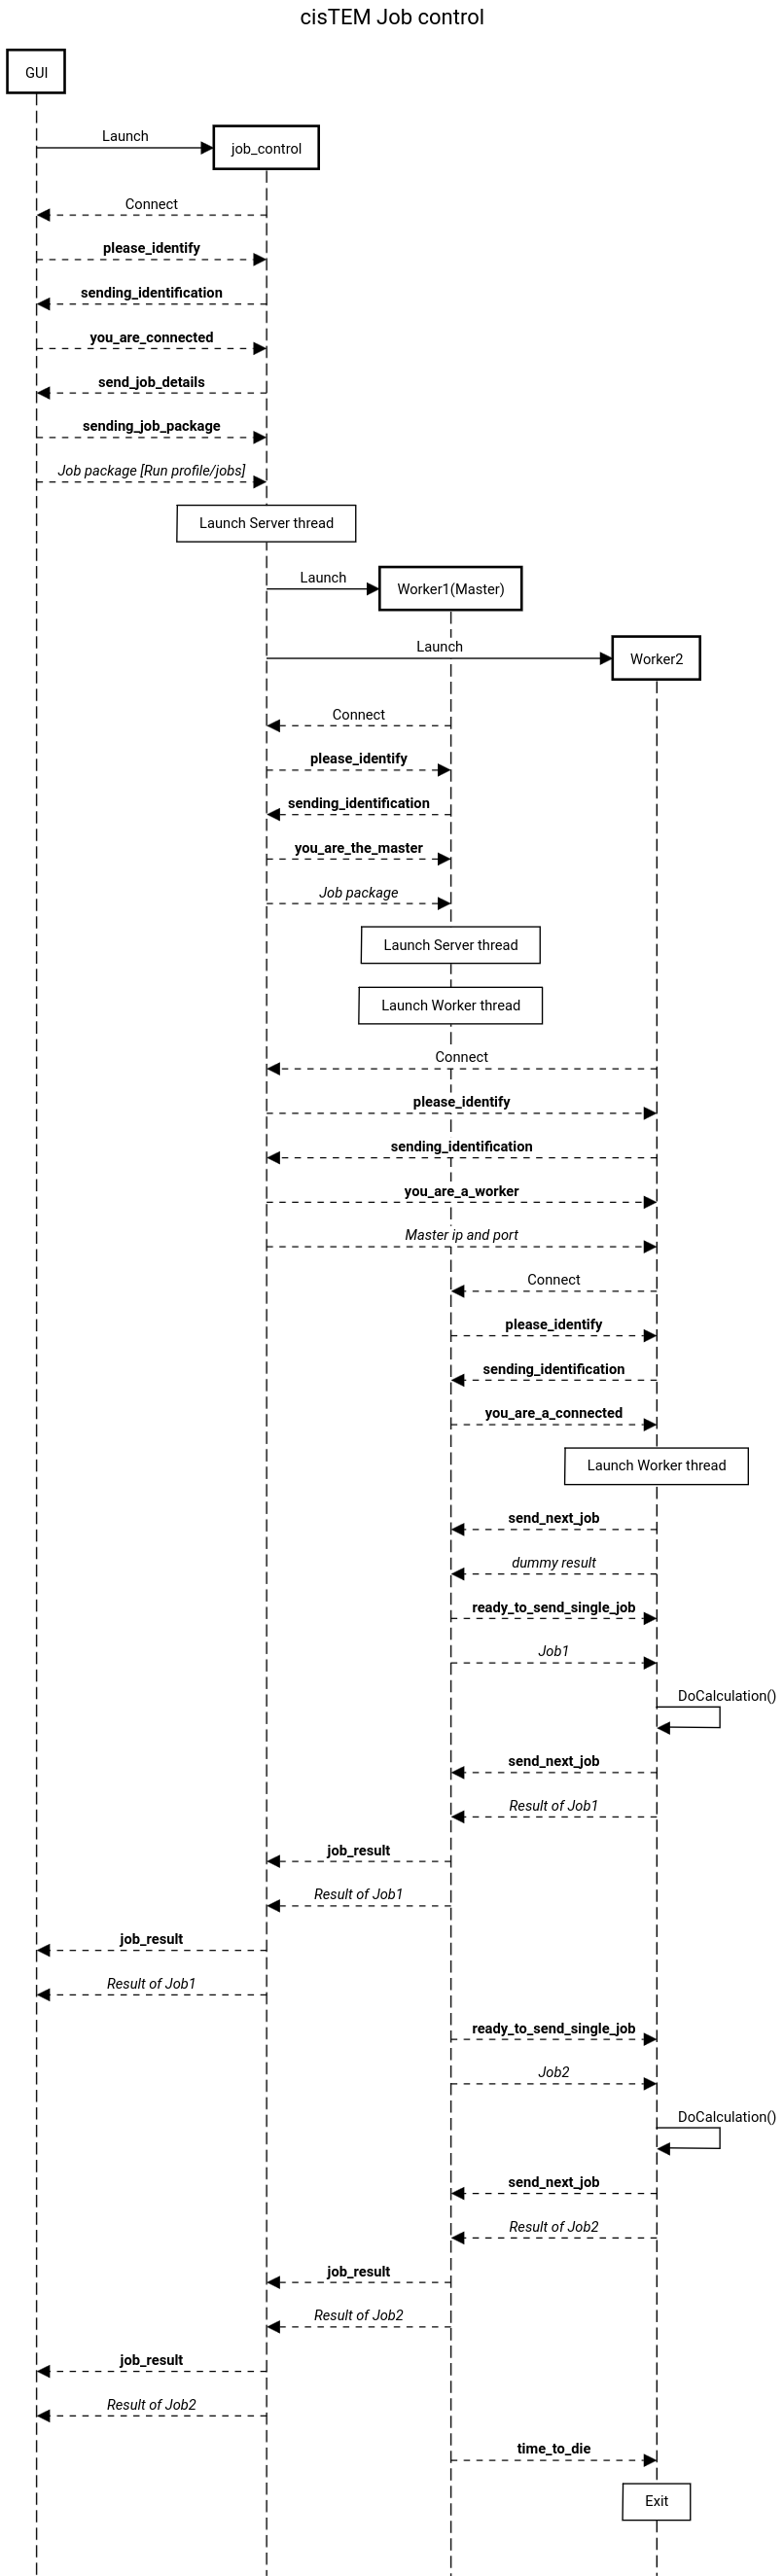 cisTEM Job control
GUI
Launch
job_control
Connect
please_identify
sending_identification
you_are_connected
send_job_details
sending_job_package
Job package [Run profile/jobs]
Launch Server thread
Launch
Worker1(Master)
Launch
Worker2
Connect
please_identify
sending_identification
you_are_the_master
Job package
Launch Server thread
Launch Worker thread
Connect
please_identify
sending_identification
you_are_a_worker
Master ip and port
Connect
please_identify
sending_identification
you_are_a_connected
Launch Worker thread
send_next_job
dummy result
ready_to_send_single_job
Job1
DoCalculation()
send_next_job
Result of Job1
job_result
Result of Job1
job_result
Result of Job1
ready_to_send_single_job
Job2
DoCalculation()
send_next_job
Result of Job2
job_result
Result of Job2
job_result
Result of Job2
time_to_die
Exit